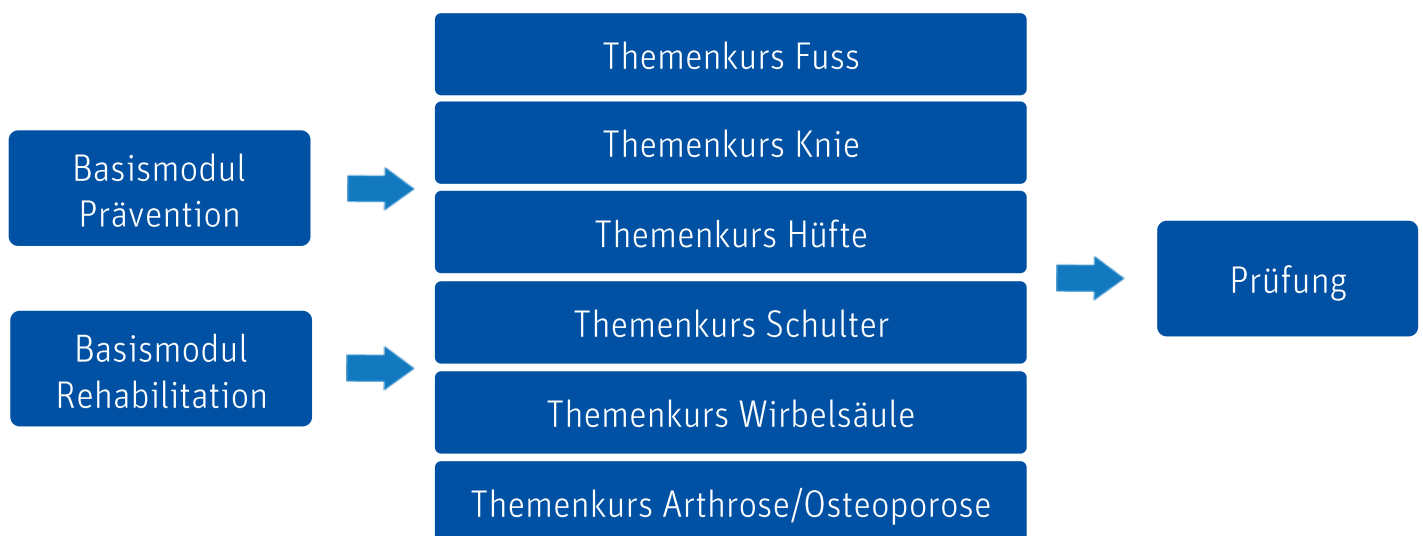 Basismodul
Prävention
Basismodul
Rehabilitation
Themenkurs Fuss
Themenkurs Knie
Themenkurs Hüfte
Themenkurs Schulter
Themenkurs Wirbelsäule
Themenkurs Arthrose/Osteoporose
Prüfung